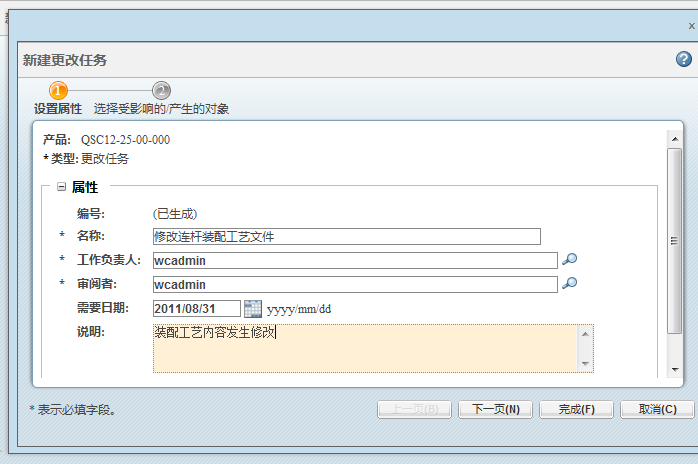 x
新建更改任务
?
1 2
设置属性 选择受影响的/产生的对象
产品: QSC12-25-00-000
* 类型: 更改任务
属性
编号: (已生成)
* 名称: 修改连杆装配工艺文件
* 工作负责人: wcadmin
* 审阅者: wcadmin
需要日期: 2011/08/31 yyyy/mm/dd
说明: 装配工艺内容发生修改
* 表示必填字段。
上一页(B) 下一页(N) 完成(F) 取消(C)